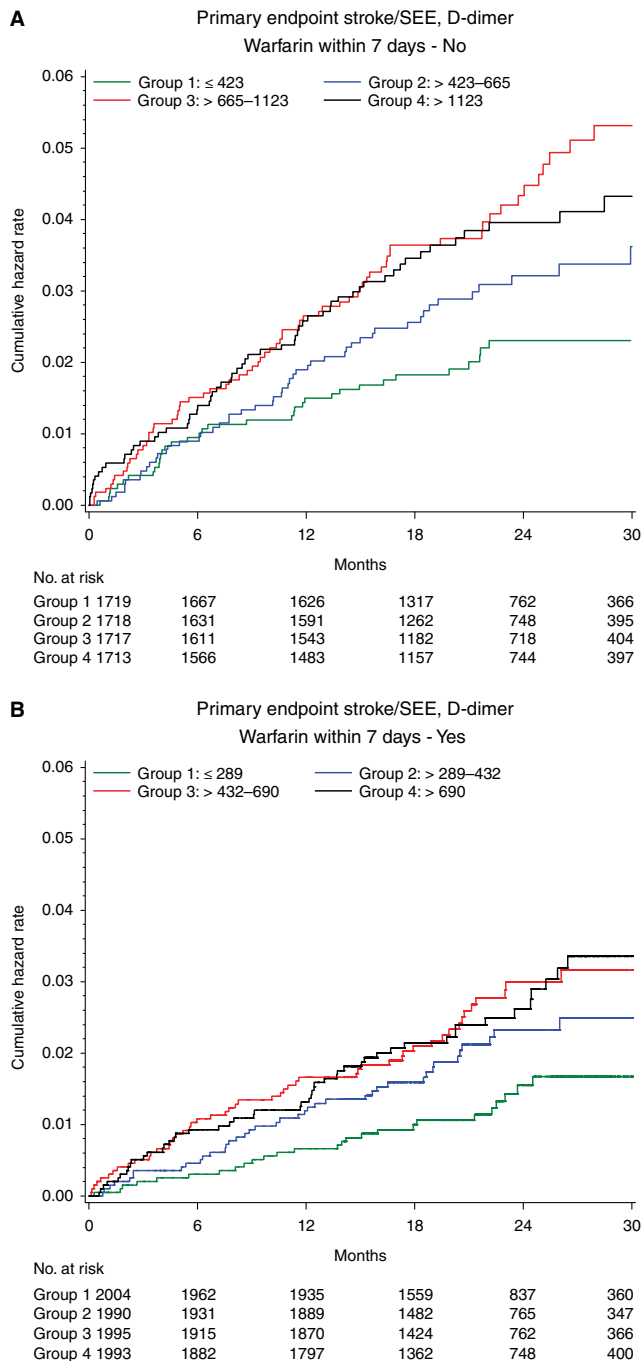 A
Primary endpoint stroke/SEE, D-dimer
Warfarin within 7 days - No
Group 1: ≤ 423 Group 2: > 423–665
Group 3: > 665–1123 Group 4: > 1123
Cumulative hazard rate
0.06
0.05
0.04
0.03
0.02
0.01
0.00
0 6 12 18 24 30
Months
No. at risk
Group 1 1719 1667 1626 1317 762 366
Group 2 1718 1631 1591 1262 748 395
Group 3 1717 1611 1543 1182 718 404
Group 4 1713 1566 1483 1157 744 397
B
Primary endpoint stroke/SEE, D-dimer
Warfarin within 7 days - Yes
Group 1: ≤ 289 Group 2: > 289–432
Group 3: > 432–690 Group 4: > 690
Cumulative hazard rate
0.06
0.05
0.04
0.03
0.02
0.01
0.00
0 6 12 18 24 30
Months
No. at risk
Group 1 2004 1962 1935 1559 837 360
Group 2 1990 1931 1889 1482 765 347
Group 3 1995 1915 1870 1424 762 366
Group 4 1993 1882 1797 1362 748 400